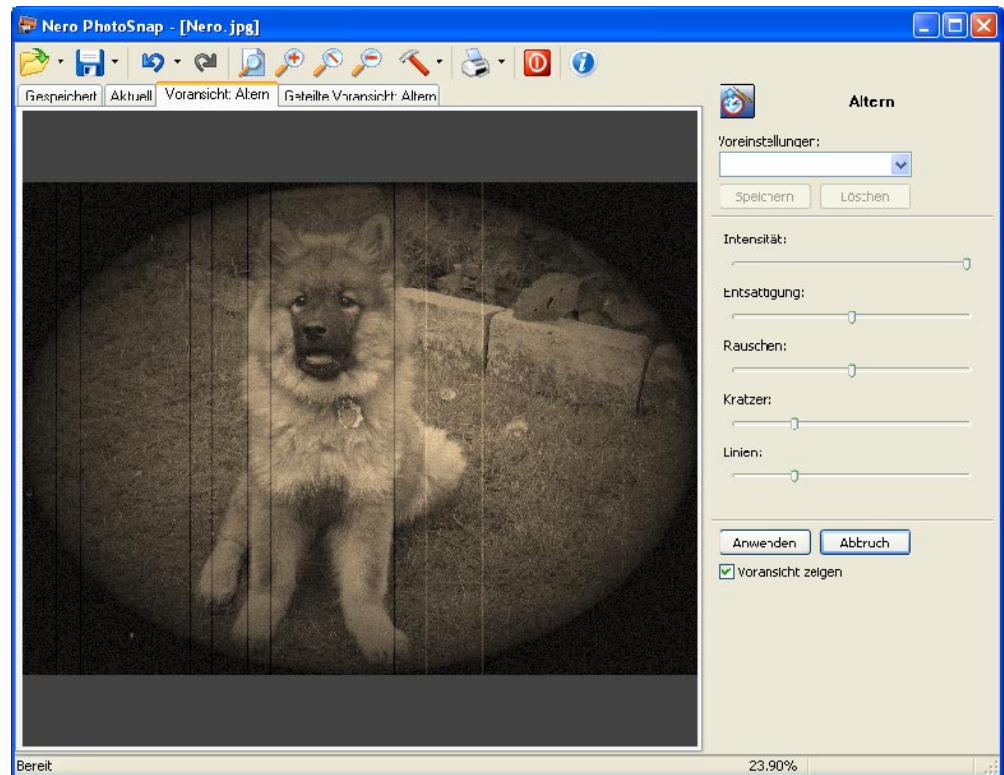 Nero PhotoSnap - [Nero.jpg]
Gespeichert Aktuell Voransicht: Altern Geteilte Voransicht: Altern
Altern
Voreinstellungen:
Speichern Löschen
Intensität:
Entsättigung:
Rauschen:
Kratzer:
Linien:
Anwenden Abbruch
Voransicht zeigen
Bereit 23.90%